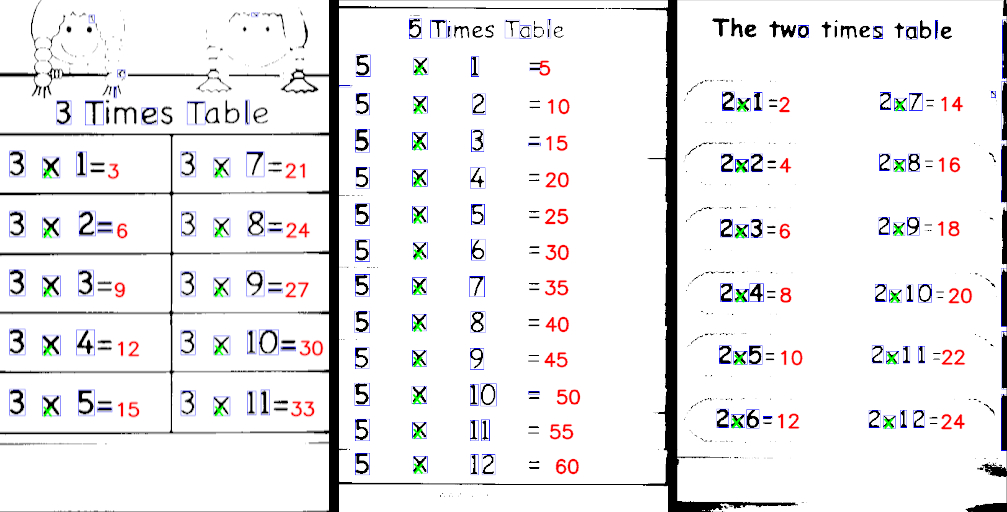 3 Times Table
3 x 1=3
3 x 7=21
3 x 2=6
3 x 8=24
3 x 3=9
3 x 9=27
3 x 4=12
3 x 10=30
3 x 5=15
3 x 11=33
5 Times Table
5 x 1 =5
5 x 2 =10
5 x 3 =15
5 x 4 =20
5 x 5 =25
5 x 6 =30
5 x 7 =35
5 x 8 =40
5 x 9 =45
5 x 10 = 50
5 x 11 = 55
5 x 12 = 60
The two times table
2x1=2
2x7=14
2x2=4
2x8=16
2x3=6
2x9=18
2x4=8
2x10=20
2x5=10
2x11=22
2x6=12
2x12=24